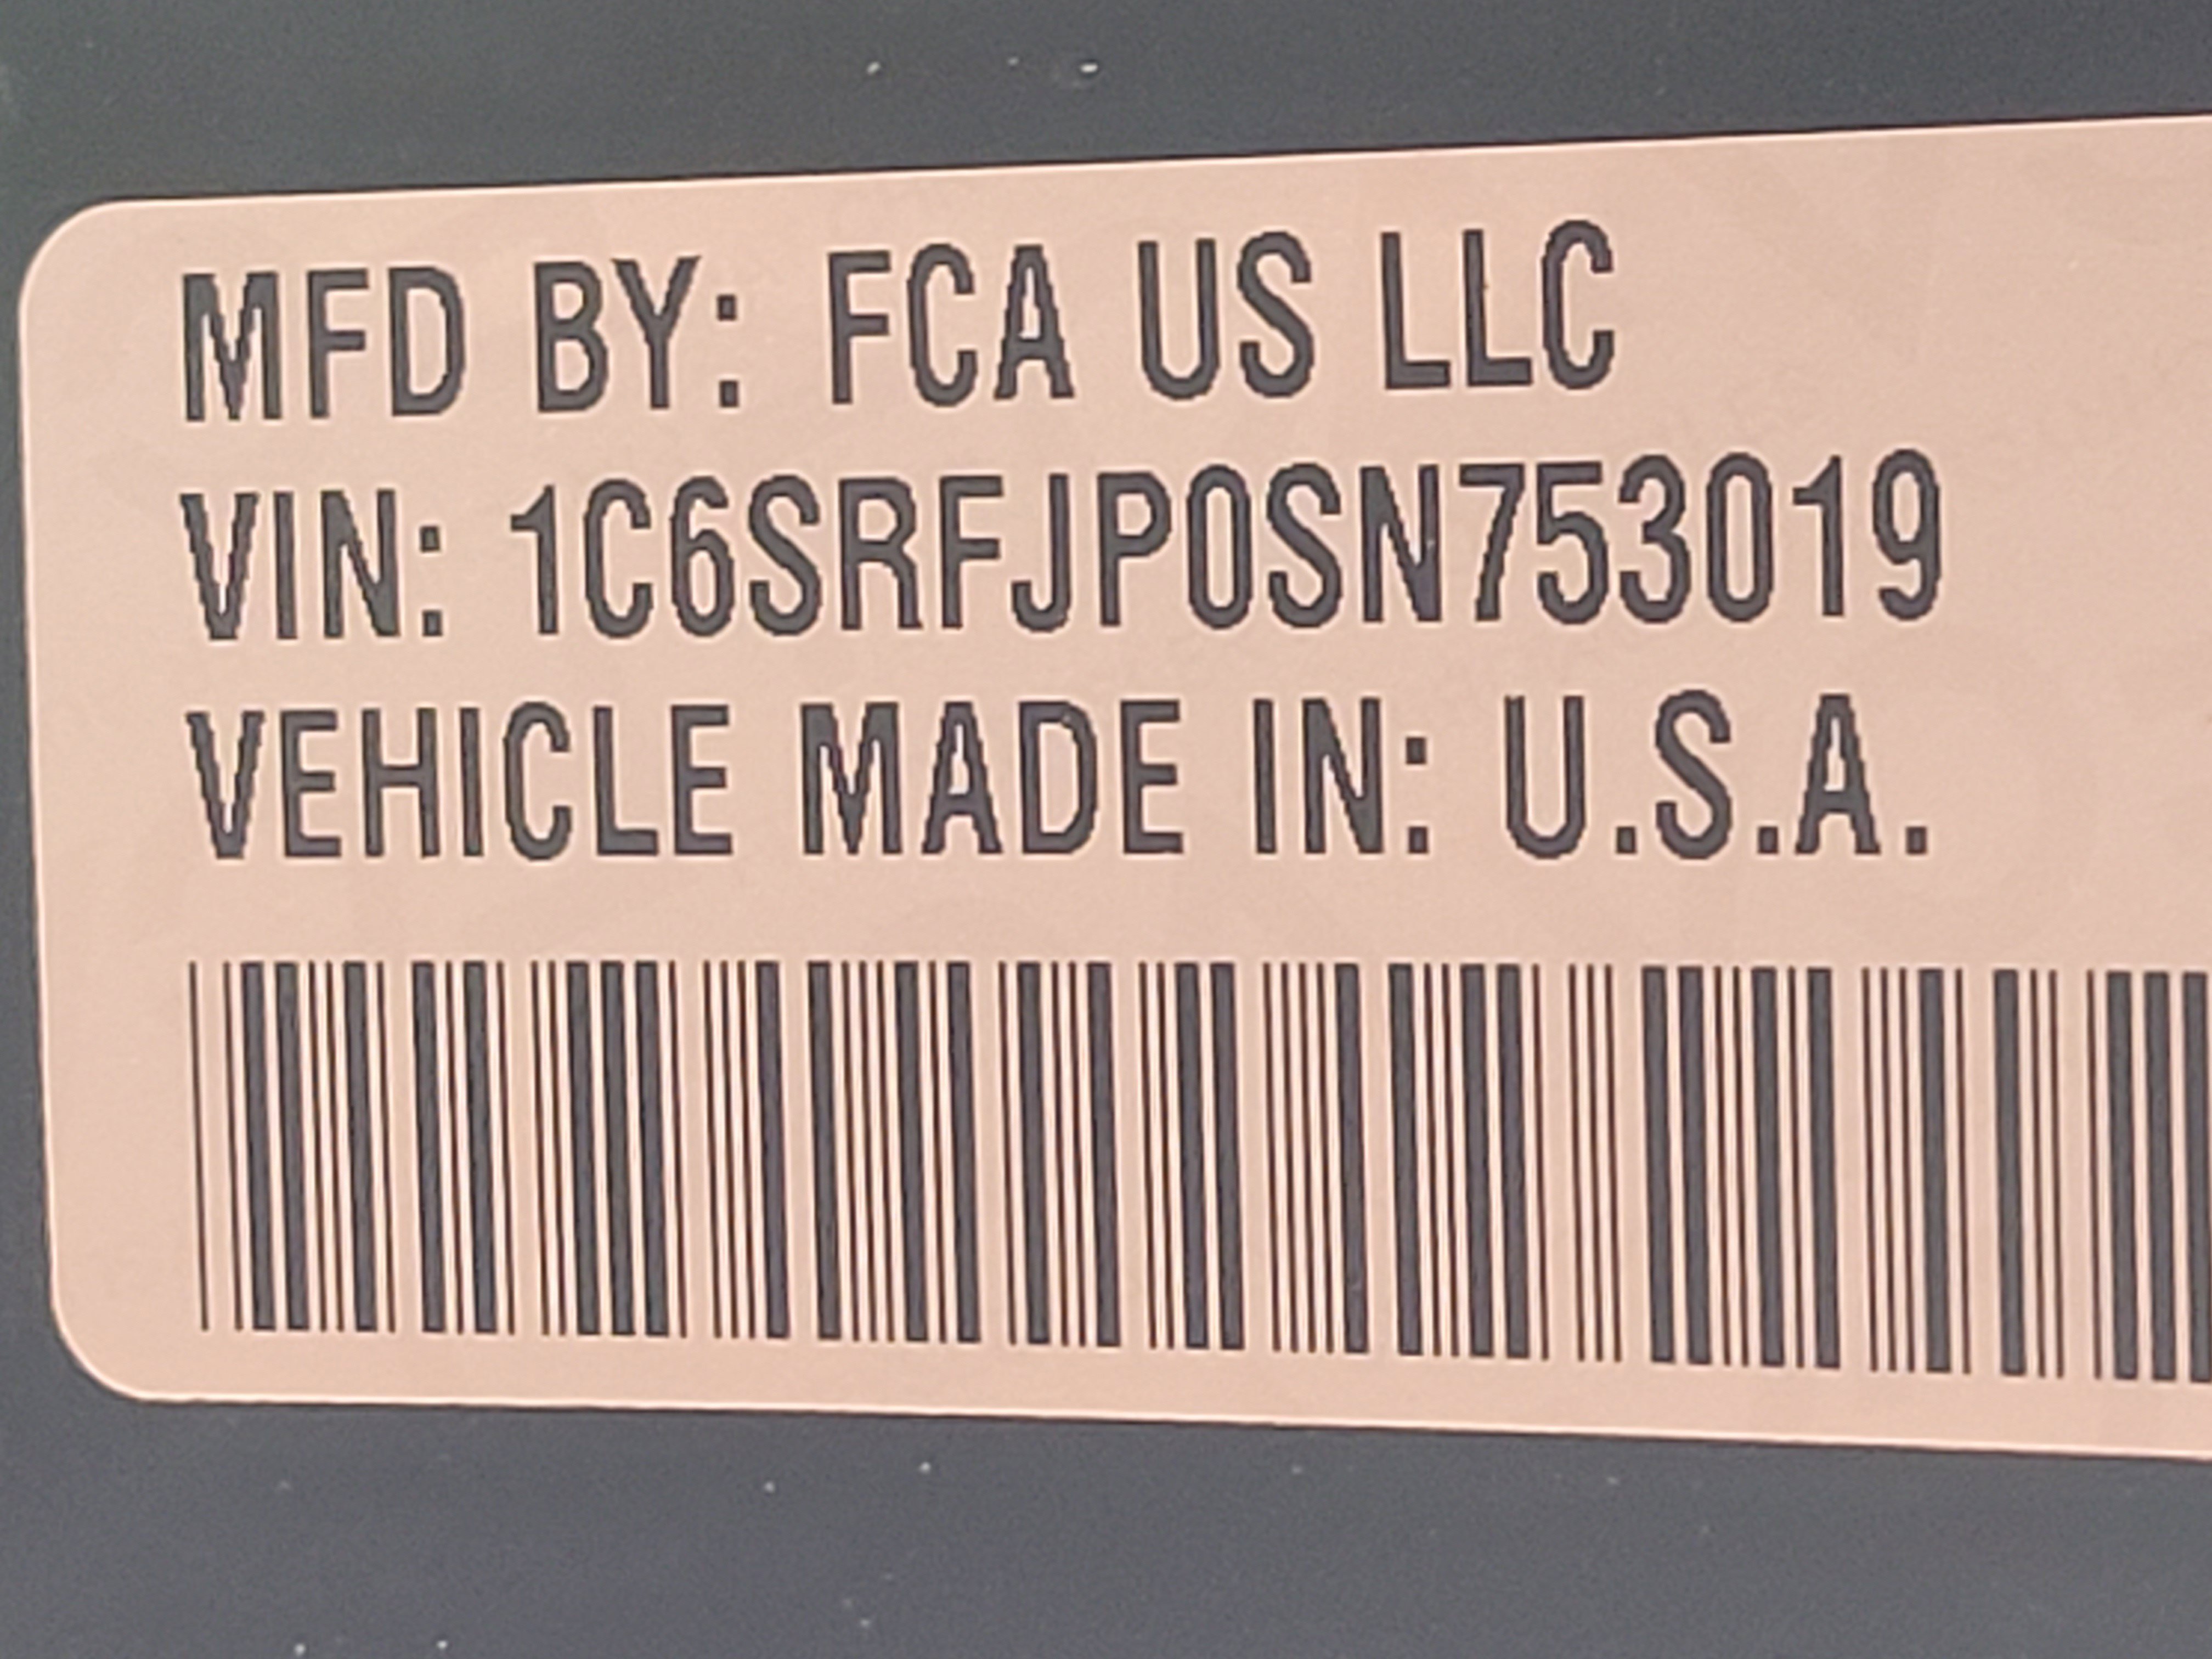 MFD BY: FCA US LLC
VIN: 1C6SRFJP0SN753019
VEHICLE MADE IN: U.S.A.